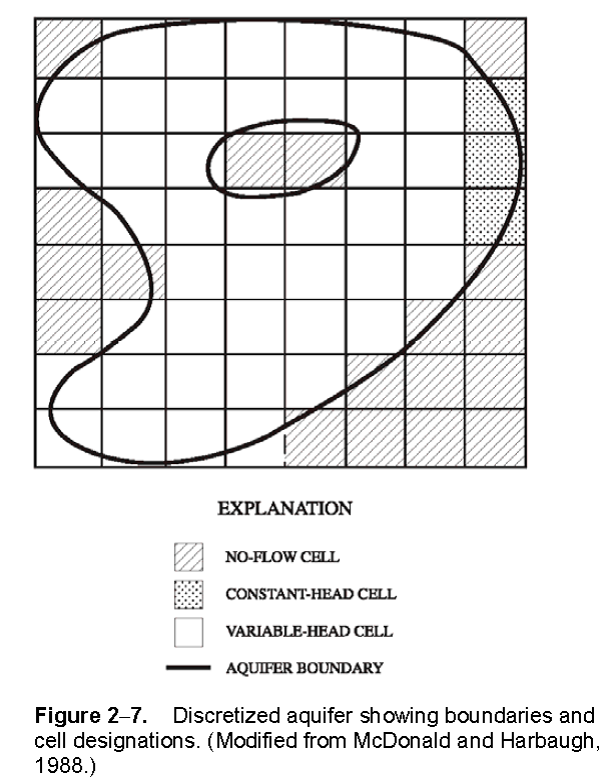 EXPLANATION
NO-FLOW CELL
CONSTANT-HEAD CELL
VARIABLE-HEAD CELL
AQUIFER BOUNDARY
Figure 2–7. Discretized aquifer showing boundaries and
cell designations. (Modified from McDonald and Harbaugh,
1988.)